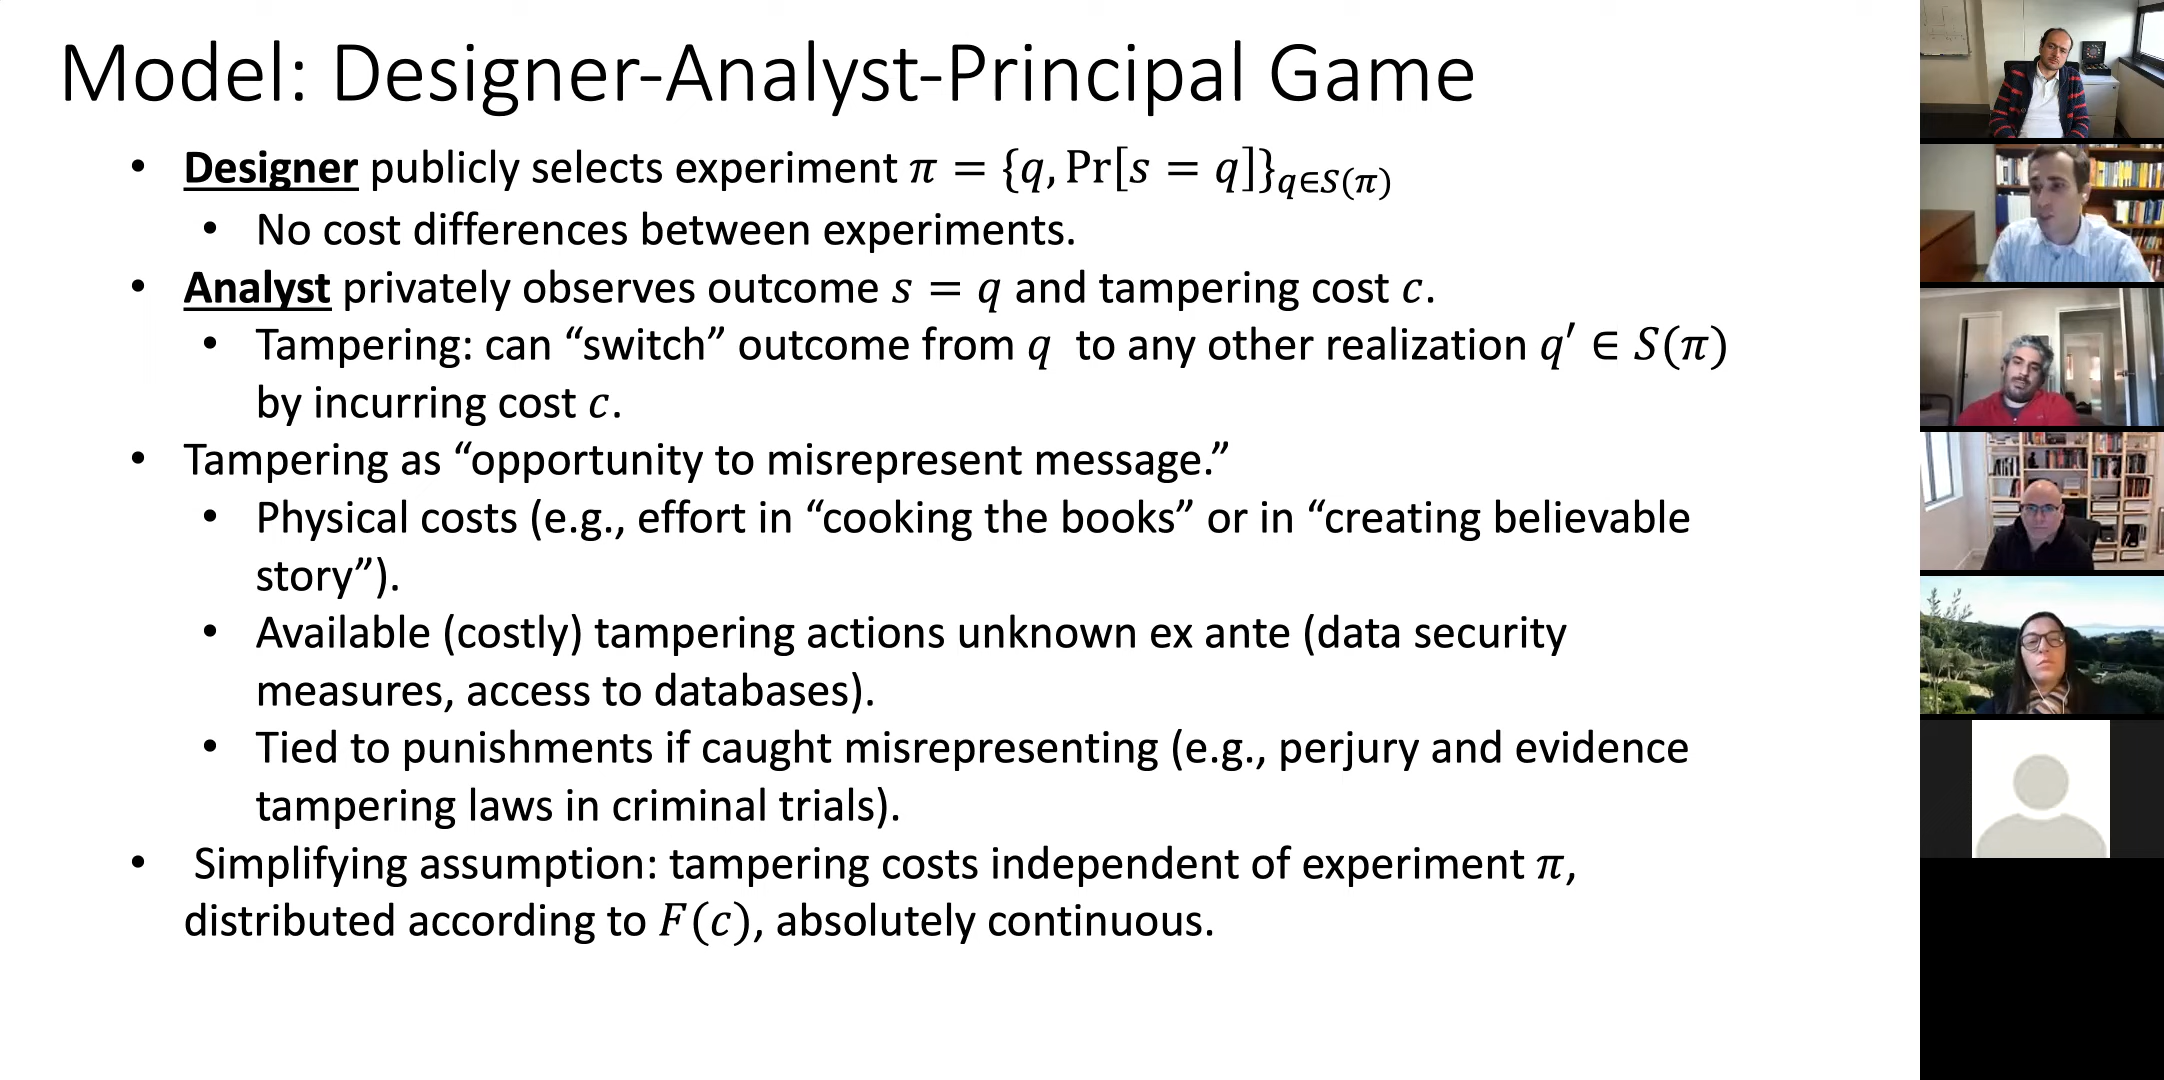 Model: Designer-Analyst-Principal Game
• Designer publicly selects experiment π = {q, Pr[s = q]}q∈S(π)
• No cost differences between experiments.
• Analyst privately observes outcome s = q and tampering cost c.
• Tampering: can “switch” outcome from q to any other realization q′ ∈ S(π)
by incurring cost c.
• Tampering as “opportunity to misrepresent message.”
• Physical costs (e.g., effort in “cooking the books” or in “creating believable
story”).
• Available (costly) tampering actions unknown ex ante (data security
measures, access to databases).
• Tied to punishments if caught misrepresenting (e.g., perjury and evidence
tampering laws in criminal trials).
• Simplifying assumption: tampering costs independent of experiment π,
distributed according to F(c), absolutely continuous.